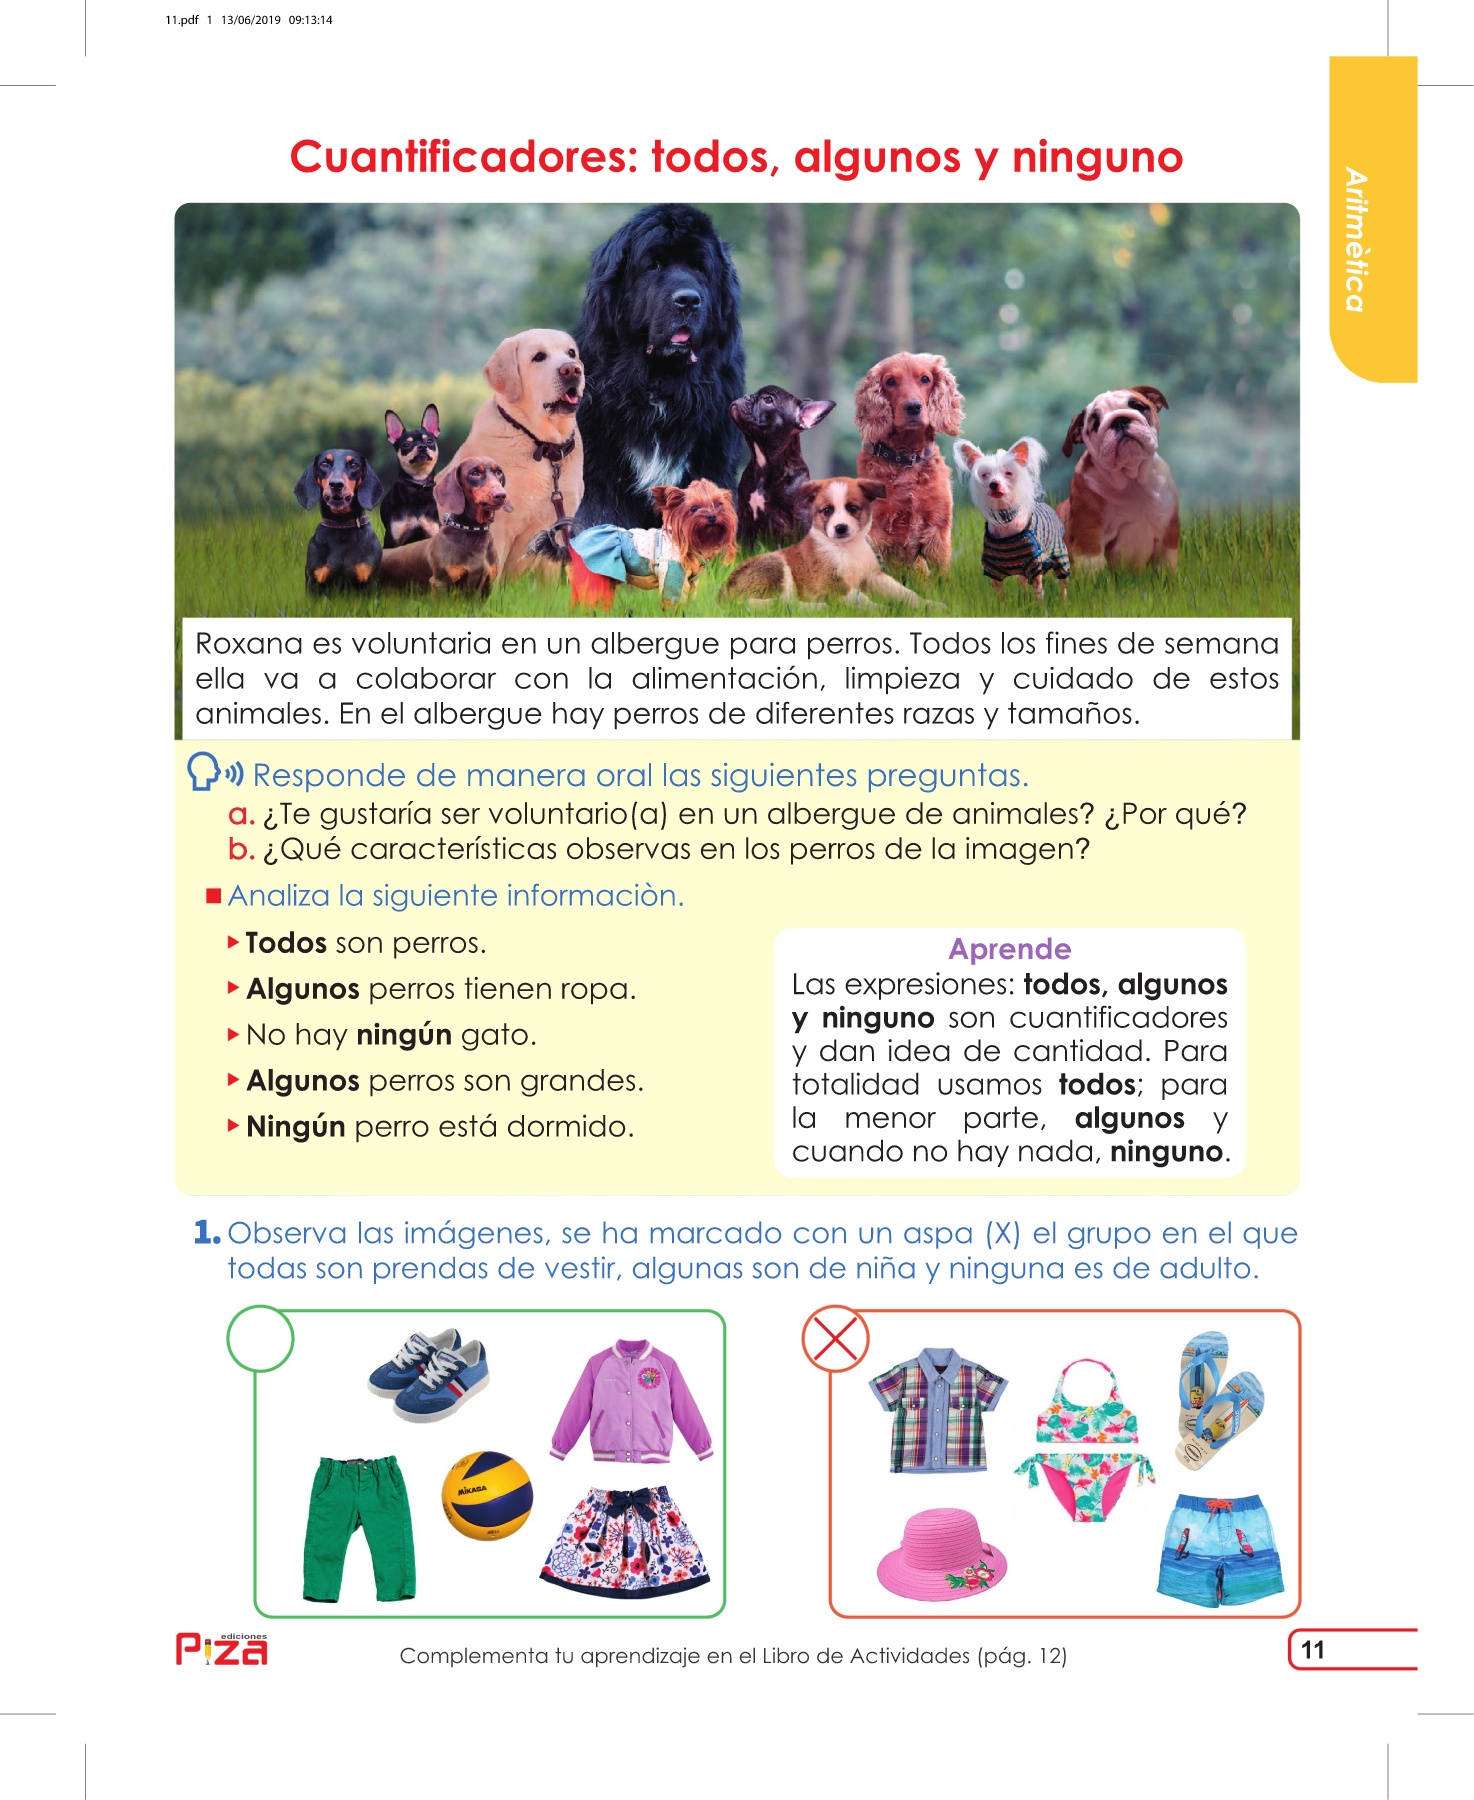 11.pdf 1 13/06/2019 09:13:14
Aritmètica
Cuantificadores: todos, algunos y ninguno
Roxana es voluntaria en un albergue para perros. Todos los fines de semana
ella va a colaborar con la alimentación, limpieza y cuidado de estos
animales. En el albergue hay perros de diferentes razas y tamaños.
Responde de manera oral las siguientes preguntas.
a. ¿Te gustaría ser voluntario(a) en un albergue de animales? ¿Por qué?
b. ¿Qué características observas en los perros de la imagen?
Analiza la siguiente informaciòn.
Todos son perros.
Algunos perros tienen ropa.
No hay ningún gato.
Algunos perros son grandes.
Ningún perro está dormido.
Aprende
Las expresiones: todos, algunos
y ninguno son cuantificadores
y dan idea de cantidad. Para
totalidad usamos todos; para
la menor parte, algunos y
cuando no hay nada, ninguno.
1. Observa las imágenes, se ha marcado con un aspa (X) el grupo en el que
todas son prendas de vestir, algunas son de niña y ninguna es de adulto.
MIKASA
ediciones
Piza
Complementa tu aprendizaje en el Libro de Actividades (pág. 12)
11